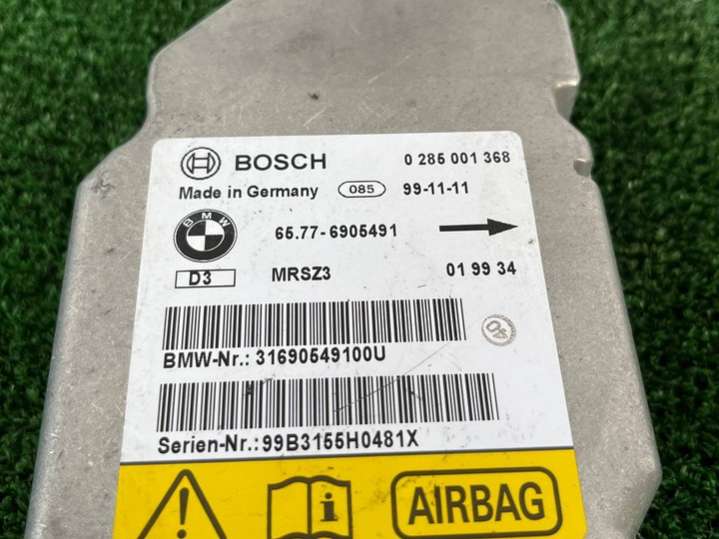 BOSCH 0 285 001 368
Made in Germany 085 99-11-11
BMW 65.77-6905491
D3 MRSZ3 01 99 34
BMW-Nr.: 31690549100U
40
Serien-Nr.: 99B3155H0481X
i AIRBAG